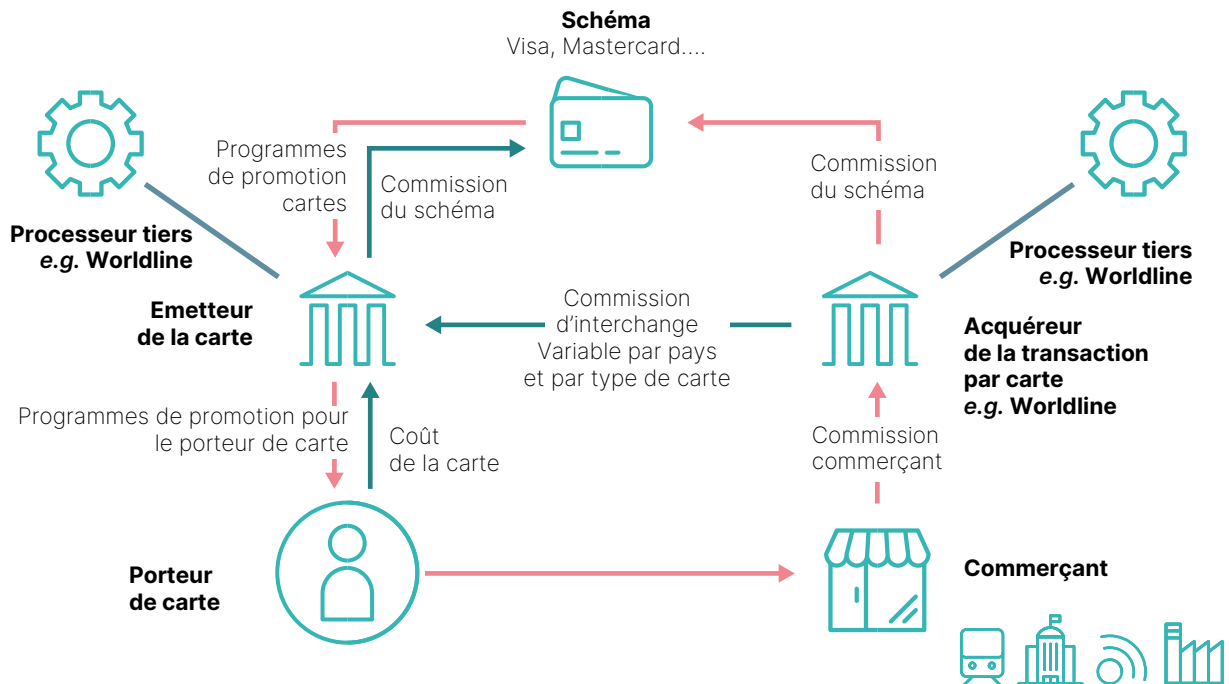 Schéma
Visa, Mastercard....
Programmes
de promotion
cartes
Commission
du schéma
Commission
du schéma
Processeur tiers
e.g. Worldline
Processeur tiers
e.g. Worldline
Emetteur
de la carte
Commission
d’interchange
Variable par pays
et par type de carte
Acquéreur
de la transaction
par carte
e.g. Worldline
Programmes de promotion pour
le porteur de carte
Coût
de la carte
Commission
commerçant
Porteur
de carte
Commerçant